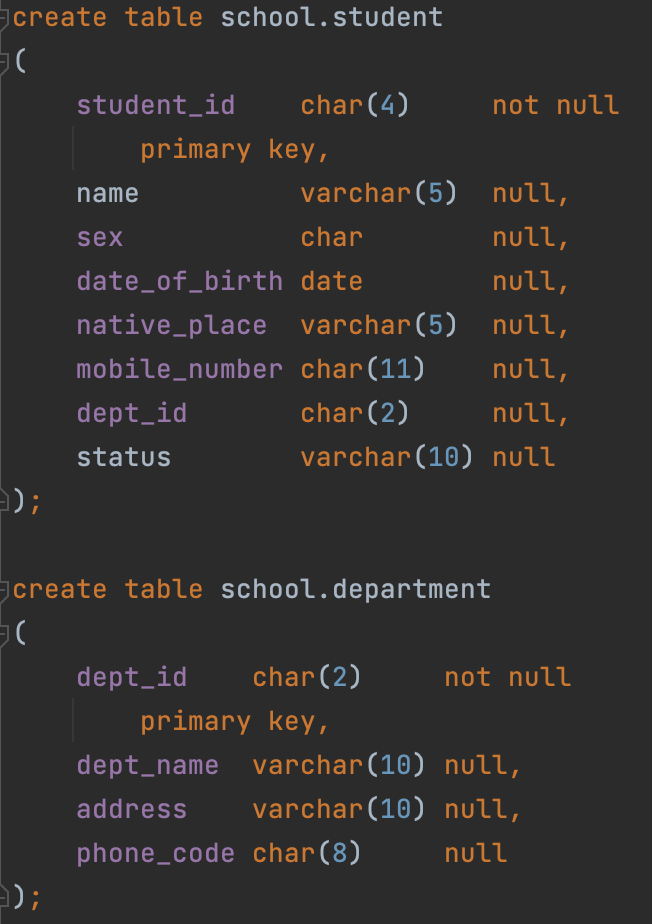 create table school.student
(
    student_id    char(4)     not null
        primary key,
    name          varchar(5)  null,
    sex           char        null,
    date_of_birth date        null,
    native_place  varchar(5)  null,
    mobile_number char(11)    null,
    dept_id       char(2)     null,
    status        varchar(10) null
);

create table school.department
(
    dept_id    char(2)     not null
        primary key,
    dept_name  varchar(10) null,
    address    varchar(10) null,
    phone_code char(8)     null
);